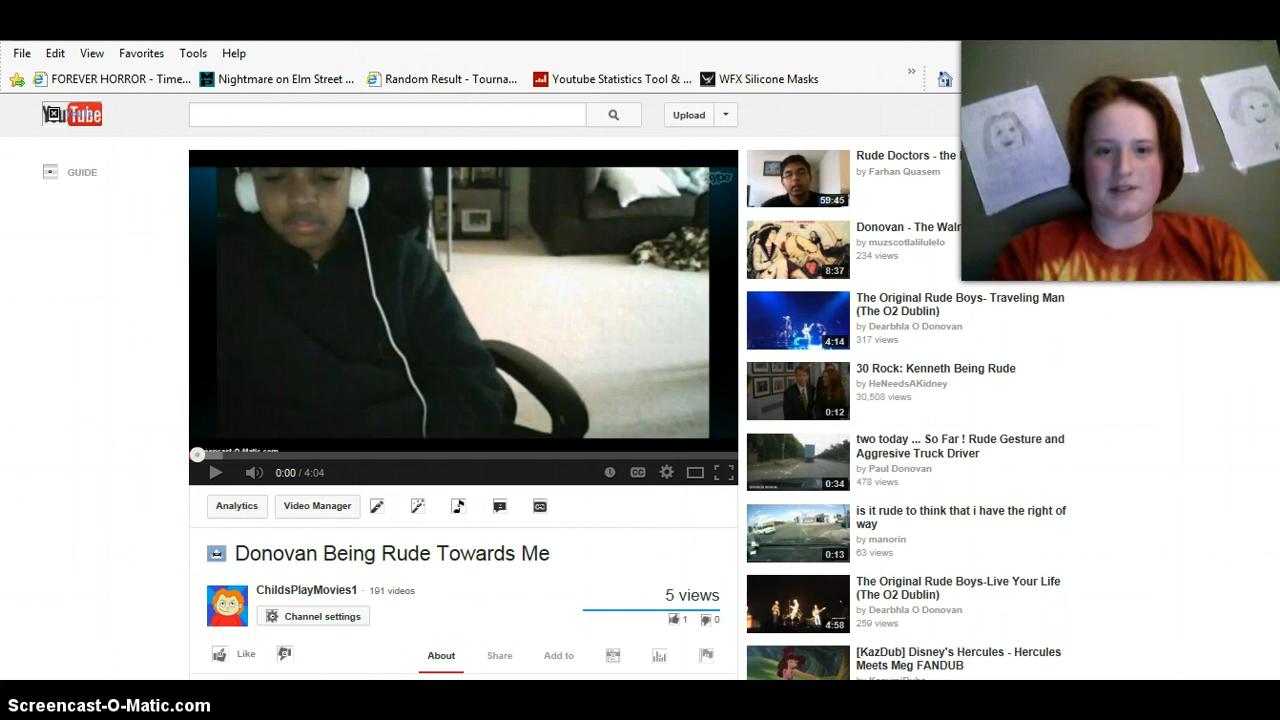 File Edit View Favorites Tools Help
FOREVER HORROR - Time... Nightmare on Elm Street ... Random Result - Tourna... Youtube Statistics Tool & ... WFX Silicone Masks
YouTube
Upload
GUIDE
Rude Doctors - the
by Farhan Quasem
59:45
Donovan - The Wal
by muzscotlalilulelo
234 views
8:37
The Original Rude Boys- Traveling Man
(The O2 Dublin)
by Dearbhla O Donovan
317 views
4:14
30 Rock: Kenneth Being Rude
by HeNeedsAKidney
30,508 views
0:12
two today ... So Far ! Rude Gesture and
Aggresive Truck Driver
by Paul Donovan
478 views
0:34
is it rude to think that i have the right of
way
by manorin
63 views
0:13
The Original Rude Boys-Live Your Life
(The O2 Dublin)
by Dearbhla O Donovan
259 views
4:58
[KazDub] Disney's Hercules - Hercules
Meets Meg FANDUB
0:00 / 4:04
CC
Analytics Video Manager
Donovan Being Rude Towards Me
ChildsPlayMovies1 · 191 videos
Channel settings
5 views
1 0
Like
About Share Add to
Screencast-O-Matic.com